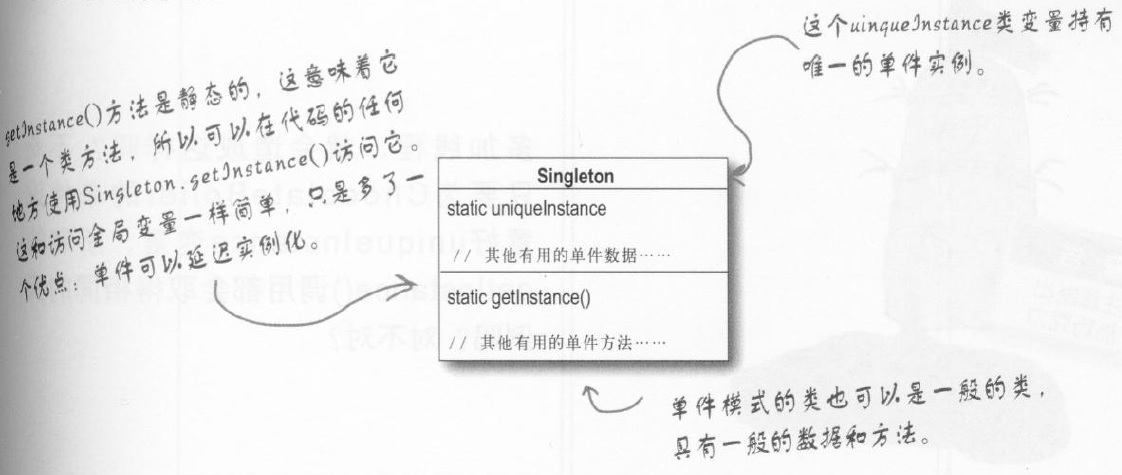 这个uinqueInstance类变量持有
唯一的单件实例。
getInstance()方法是静态的，这意味着它
是一个类方法，所以可以在代码的任何
地方使用Singleton.getInstance()访问它。
这和访问全局变量一样简单，只是多了一
个优点：单件可以延迟实例化。
Singleton
static uniqueInstance
// 其他有用的单件数据……
static getInstance()
// 其他有用的单件方法……
单件模式的类也可以是一般的类，
具有一般的数据和方法。